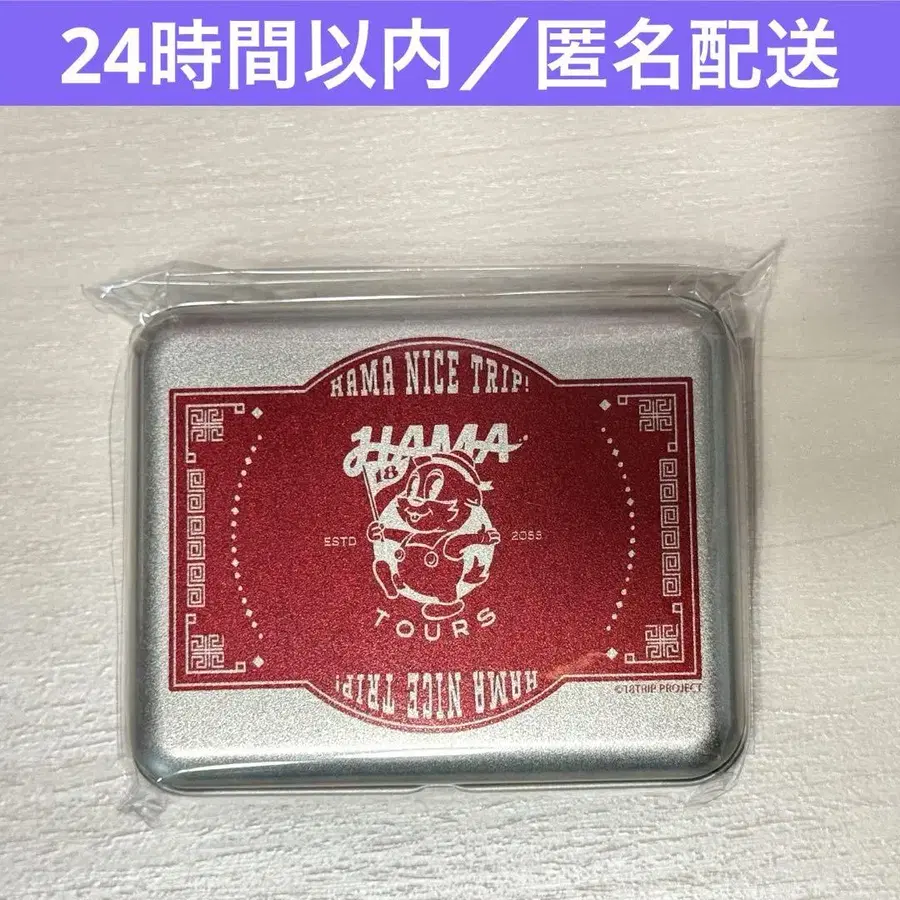 24時間以内／匿名配送
HAMA NICE TRIP!
HAMA
18
ESTD 2053
TOURS
HAMA NICE TRIP!
©18TRIP PROJECT